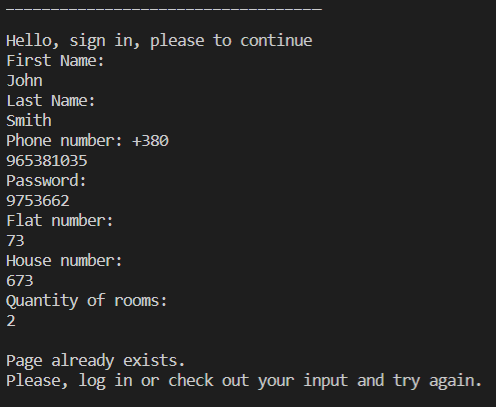 ___________________________________
Hello, sign in, please to continue
First Name:
John
Last Name:
Smith
Phone number: +380
965381035
Password:
9753662
Flat number:
73
House number:
673
Quantity of rooms:
2
Page already exists.
Please, log in or check out your input and try again.